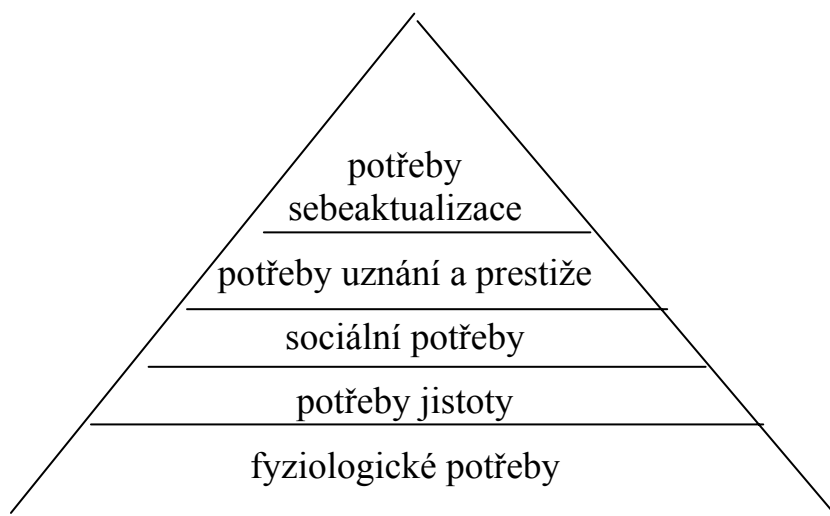 potřeby
sebeaktualizace
potřeby uznání a prestiže
sociální potřeby
potřeby jistoty
fyziologické potřeby